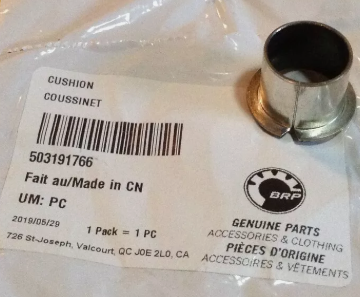 CUSHION
COUSSINET
503191766
Fait au/Made in CN
UM: PC
2019/05/29
1 Pack = 1 PC
726 St-Joseph, Valcourt, QC J0E 2L0, CA
BRP
GENUINE PARTS
ACCESSORIES & CLOTHING
PIÈCES D'ORIGINE
ACCESSOIRES & VÊTEMENTS